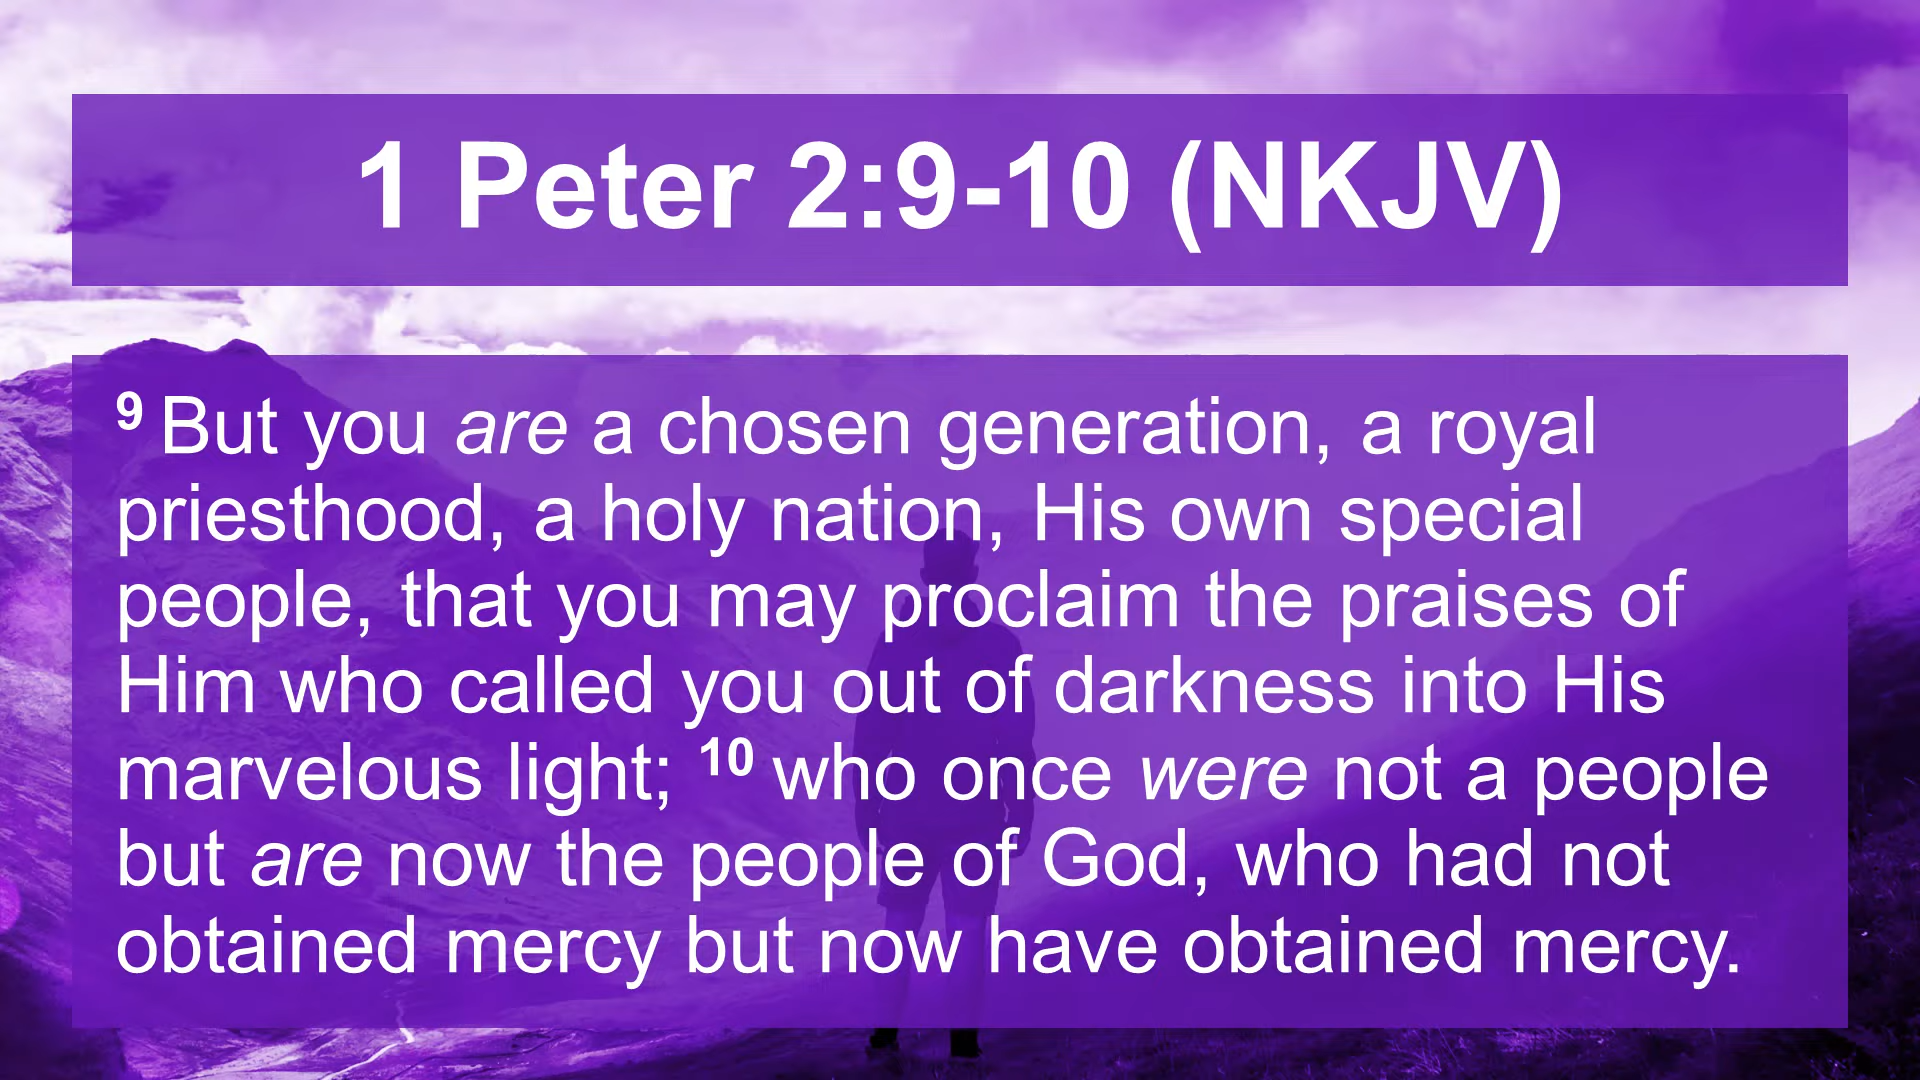 1 Peter 2:9-10 (NKJV)
9 But you are a chosen generation, a royal
priesthood, a holy nation, His own special
people, that you may proclaim the praises of
Him who called you out of darkness into His
marvelous light; 10 who once were not a people
but are now the people of God, who had not
obtained mercy but now have obtained mercy.